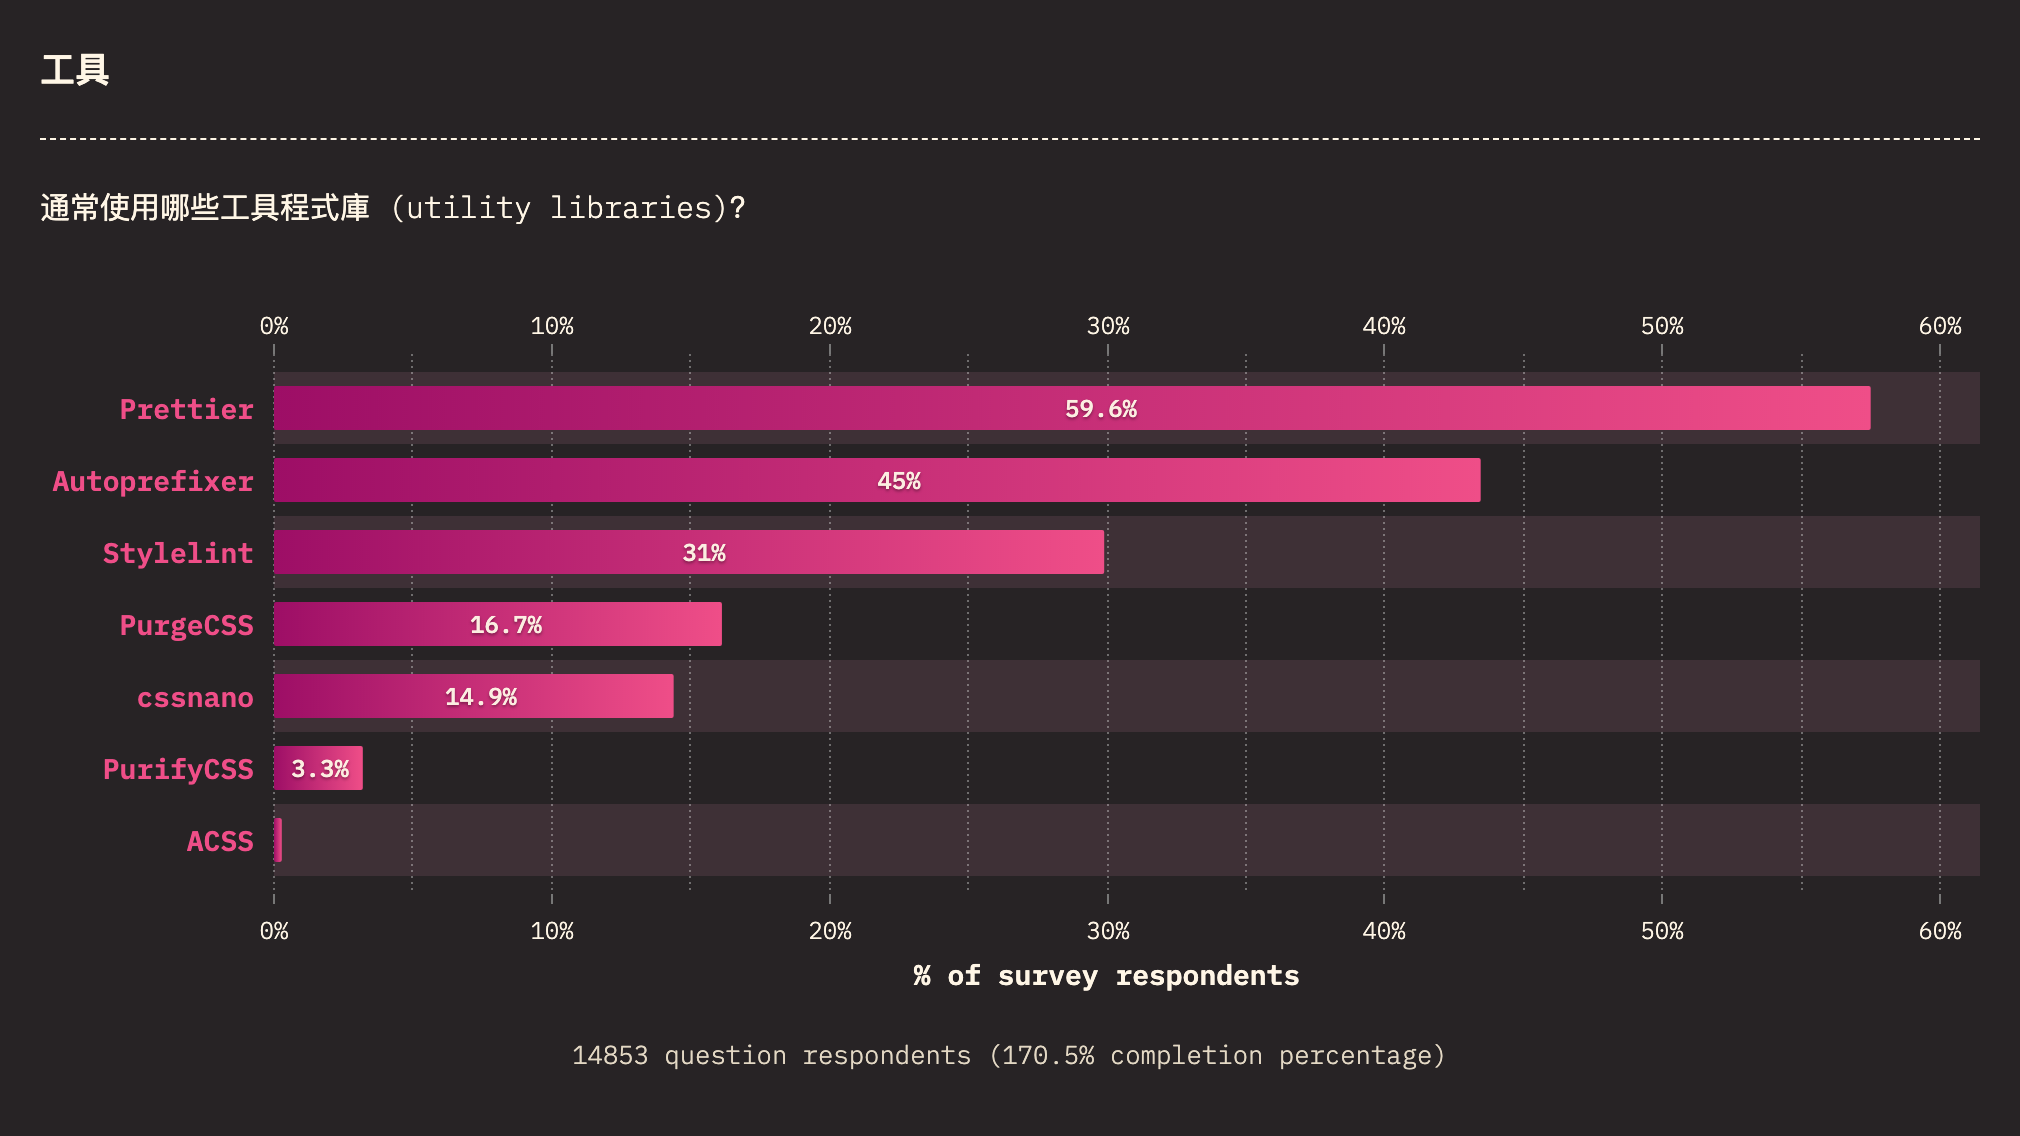 工具
通常使用哪些工具程式庫 (utility libraries)?
0% 10% 20% 30% 40% 50% 60%
Prettier 59.6%
Autoprefixer 45%
Stylelint 31%
PurgeCSS 16.7%
cssnano 14.9%
PurifyCSS 3.3%
ACSS
0% 10% 20% 30% 40% 50% 60%
% of survey respondents
14853 question respondents (170.5% completion percentage)